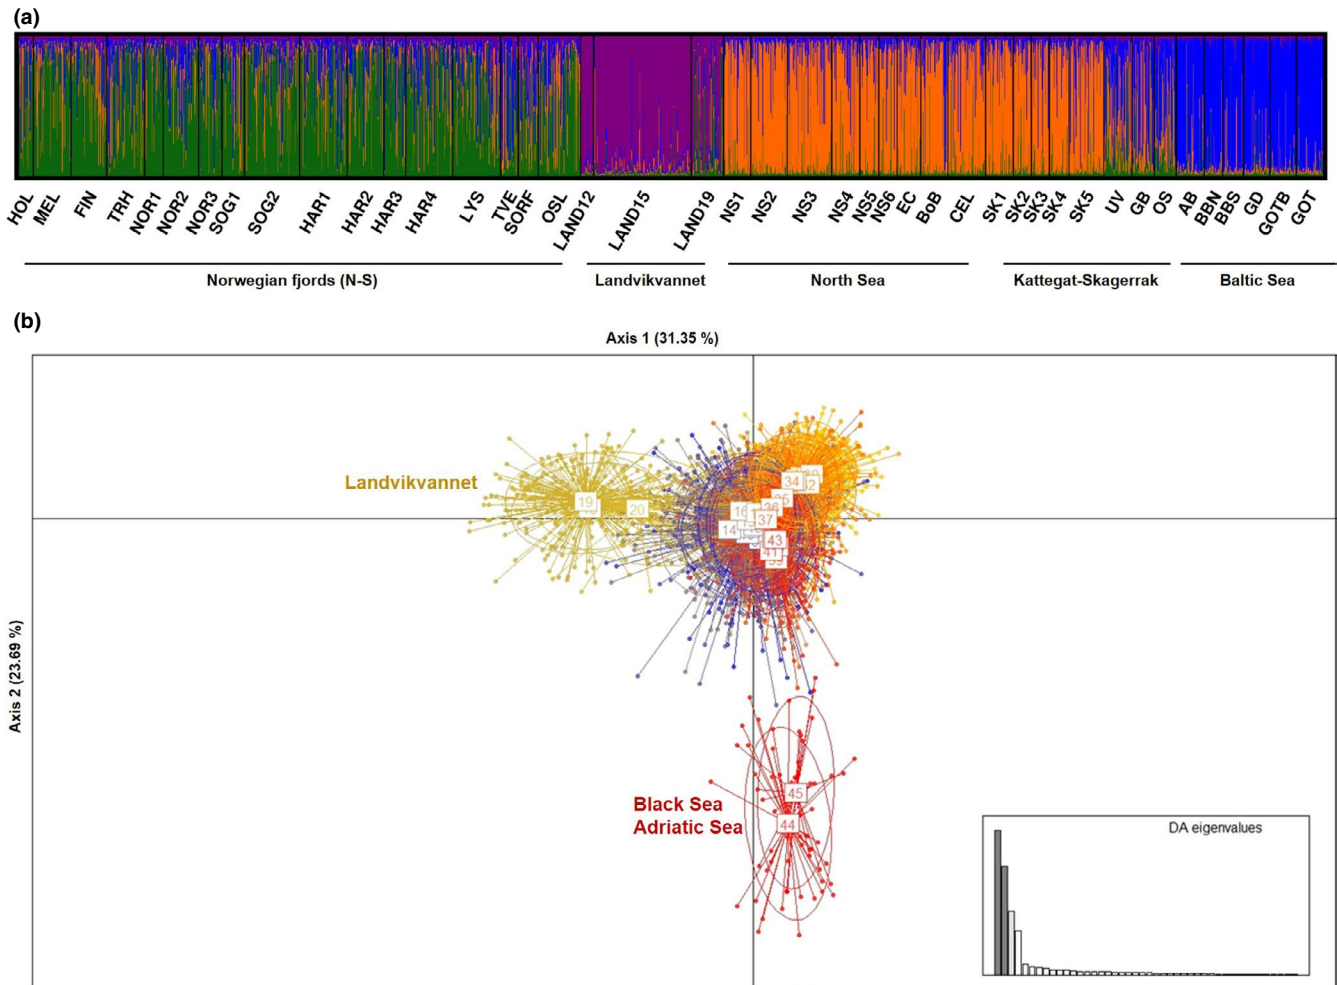 (a)
HOL MEL FIN TRH NOR1 NOR2 NOR3 SOG1 SOG2 HAR1 HAR2 HAR3 HAR4 LYS TVE SORF OSL LAND12 LAND15 LAND19 NS1 NS2 NS3 NS4 NS5 NS6 EC BoB CEL SK1 SK2 SK3 SK4 SK5 UV GB OS AB BBN BBS GD GOTB GOT
Norwegian fjords (N-S) Landvikvannet North Sea Kattegat-Skagerrak Baltic Sea
(b)
Axis 1 (31.35 %)
Axis 2 (23.69 %)
Landvikvannet
34
19
20
16
37
14
43
41
45
Black Sea
Adriatic Sea
44
DA eigenvalues